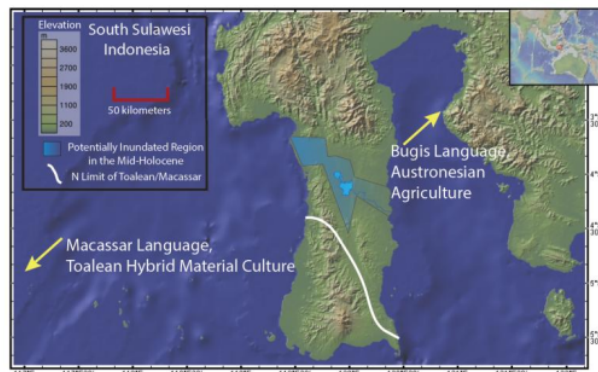 Elevation
m
3600
2700
1900
1100
200
South Sulawesi
Indonesia
50 kilometers
Potentially Inundated Region
in the Mid-Holocene
N Limit of Toalean/Macassar
Bugis Language,
Austronesian
Agriculture
Macassar Language,
Toalean Hybrid Material Culture